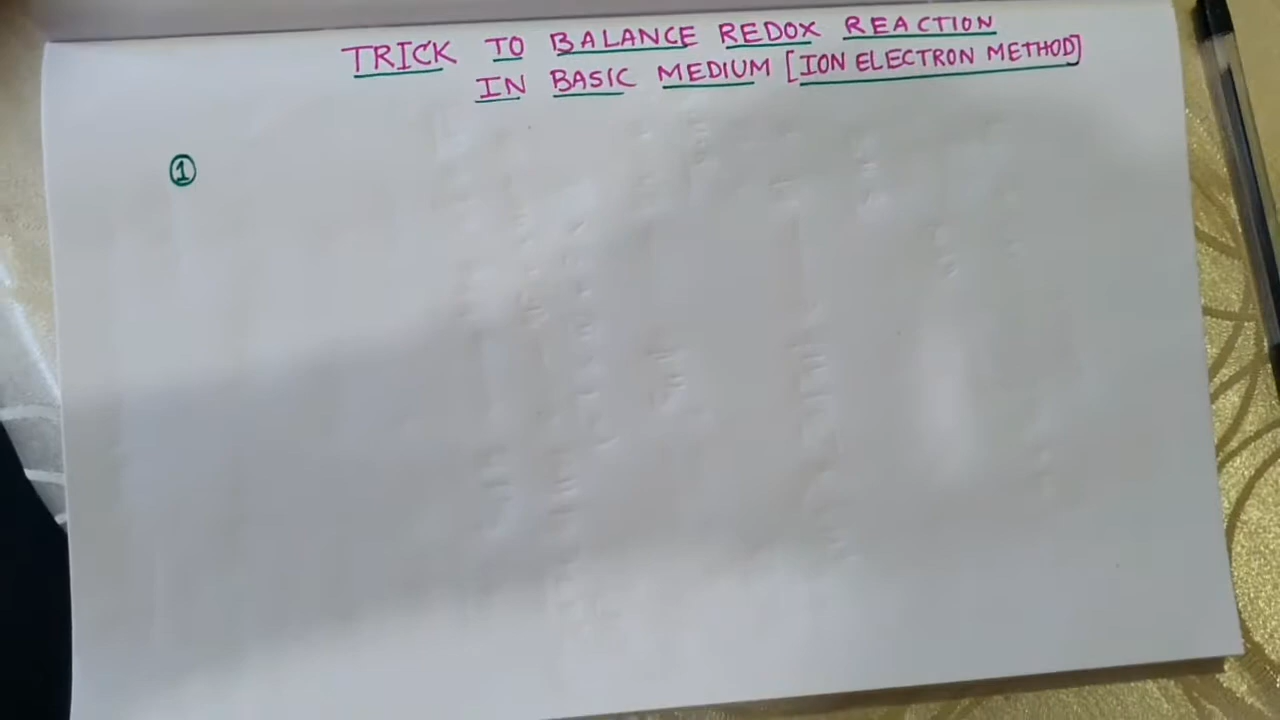 TRICK TO BALANCE REDOX REACTION
IN BASIC MEDIUM [ION ELECTRON METHOD]
①